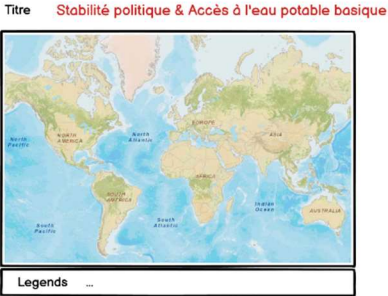 Titre Stabilité politique & Accès à l'eau potable basique
North Pacific
NORTH AMERICA
North Atlantic
EUROPE
ASIA
AFRICA
SOUTH AMERICA
Indian Ocean
AUSTRALIA
South Pacific
South Atlantic
Legends ...